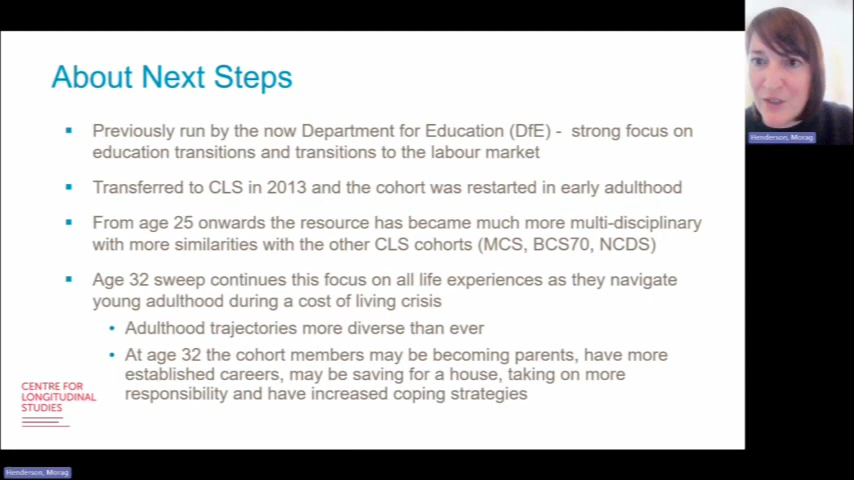 About Next Steps
Previously run by the now Department for Education (DfE) - strong focus on
education transitions and transitions to the labour market
Transferred to CLS in 2013 and the cohort was restarted in early adulthood
From age 25 onwards the resource has became much more multi-disciplinary
with more similarities with the other CLS cohorts (MCS, BCS70, NCDS)
Age 32 sweep continues this focus on all life experiences as they navigate
young adulthood during a cost of living crisis
Adulthood trajectories more diverse than ever
At age 32 the cohort members may be becoming parents, have more
established careers, may be saving for a house, taking on more
responsibility and have increased coping strategies
CENTRE FOR
LONGITUDINAL
STUDIES
Henderson, Morag
Henderson, Morag